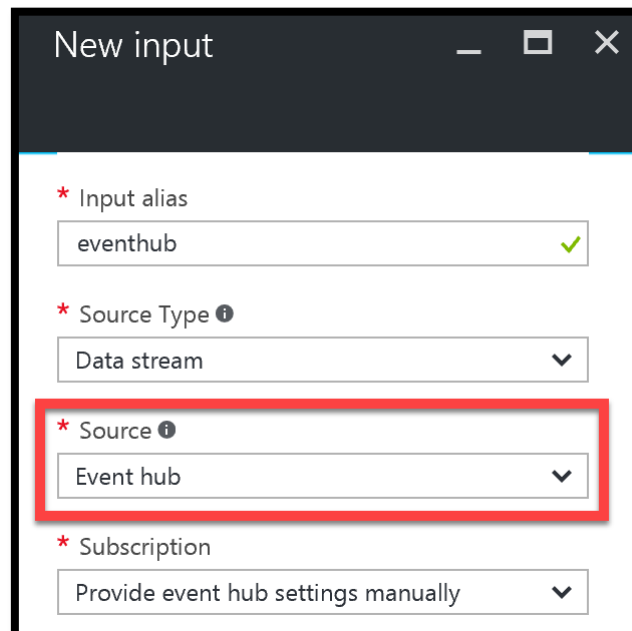 New input
* Input alias
eventhub
* Source Type
Data stream
* Source
Event hub
* Subscription
Provide event hub settings manually